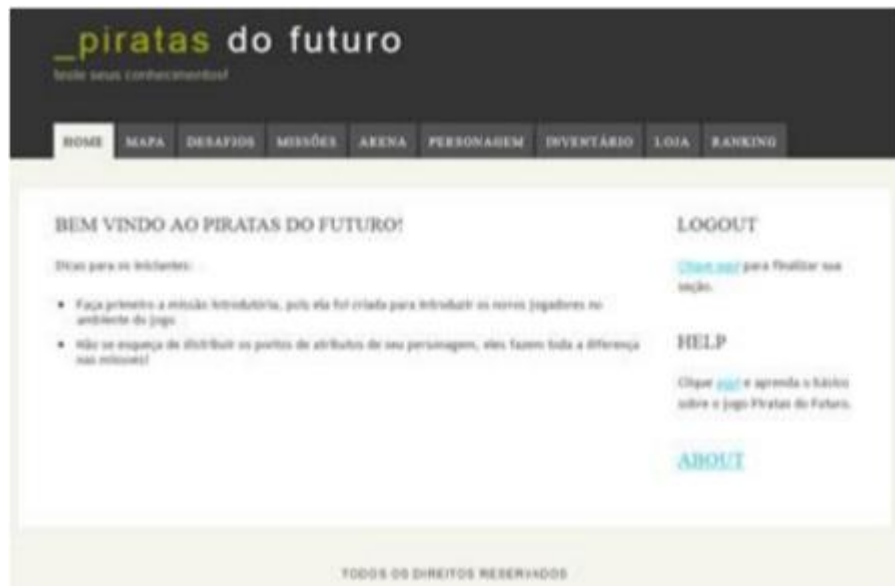 _piratas do futuro
teste seus conhecimentos!
HOME MAPA DESAFIOS MISSÕES ARENA PERSONAGEM INVENTÁRIO LOJA RANKING
BEM VINDO AO PIRATAS DO FUTURO!
Dicas para os iniciantes:
• Faça primeiro a missão introdutória, pois ela foi criada para introduzir os novos jogadores no
ambiente do jogo
• Não se esqueça de distribuir os pontos de atributos de seu personagem, eles fazem toda a diferença
nas missões!
LOGOUT
Clique aqui para finalizar sua
seção.
HELP
Clique aqui e aprenda o básico
sobre o jogo Piratas do Futuro.
ABOUT
TODOS OS DIREITOS RESERVADOS